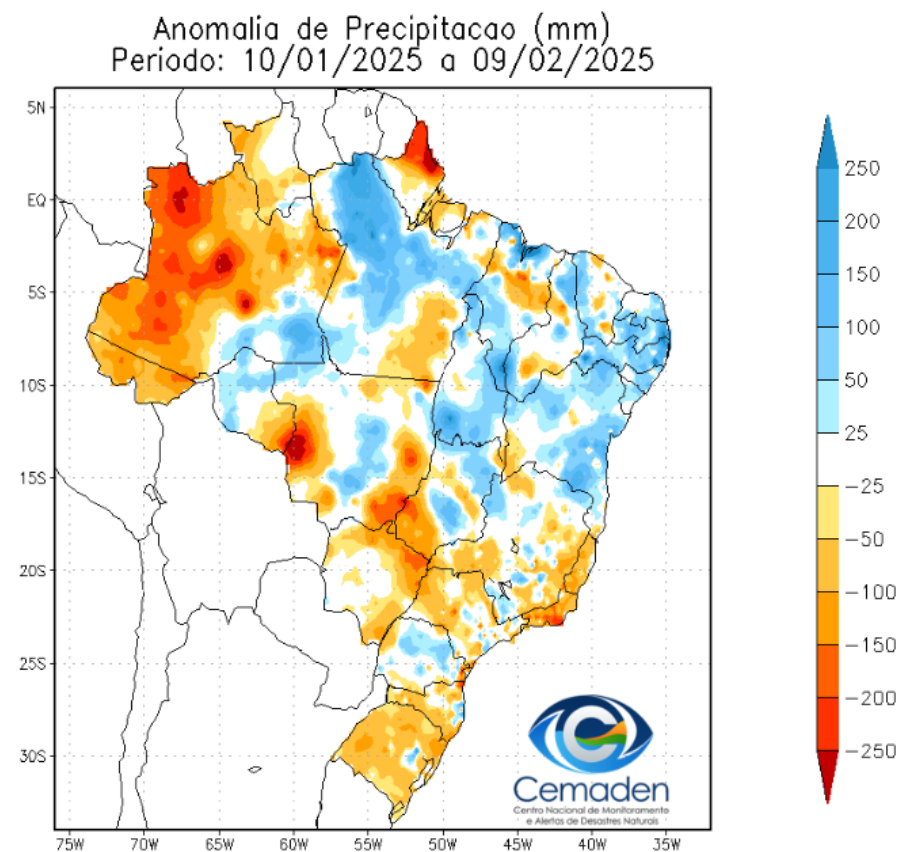 Anomalia de Precipitacao (mm)
Periodo: 10/01/2025 a 09/02/2025
5N
EQ
5S
10S
15S
20S
25S
30S
75W 70W 65W 60W 55W 50W 45W 40W 35W
250
200
150
100
50
25
-25
-50
-100
-150
-200
-250
Cemaden
Centro Nacional de Monitoramento
e Alertas de Desastres Naturais